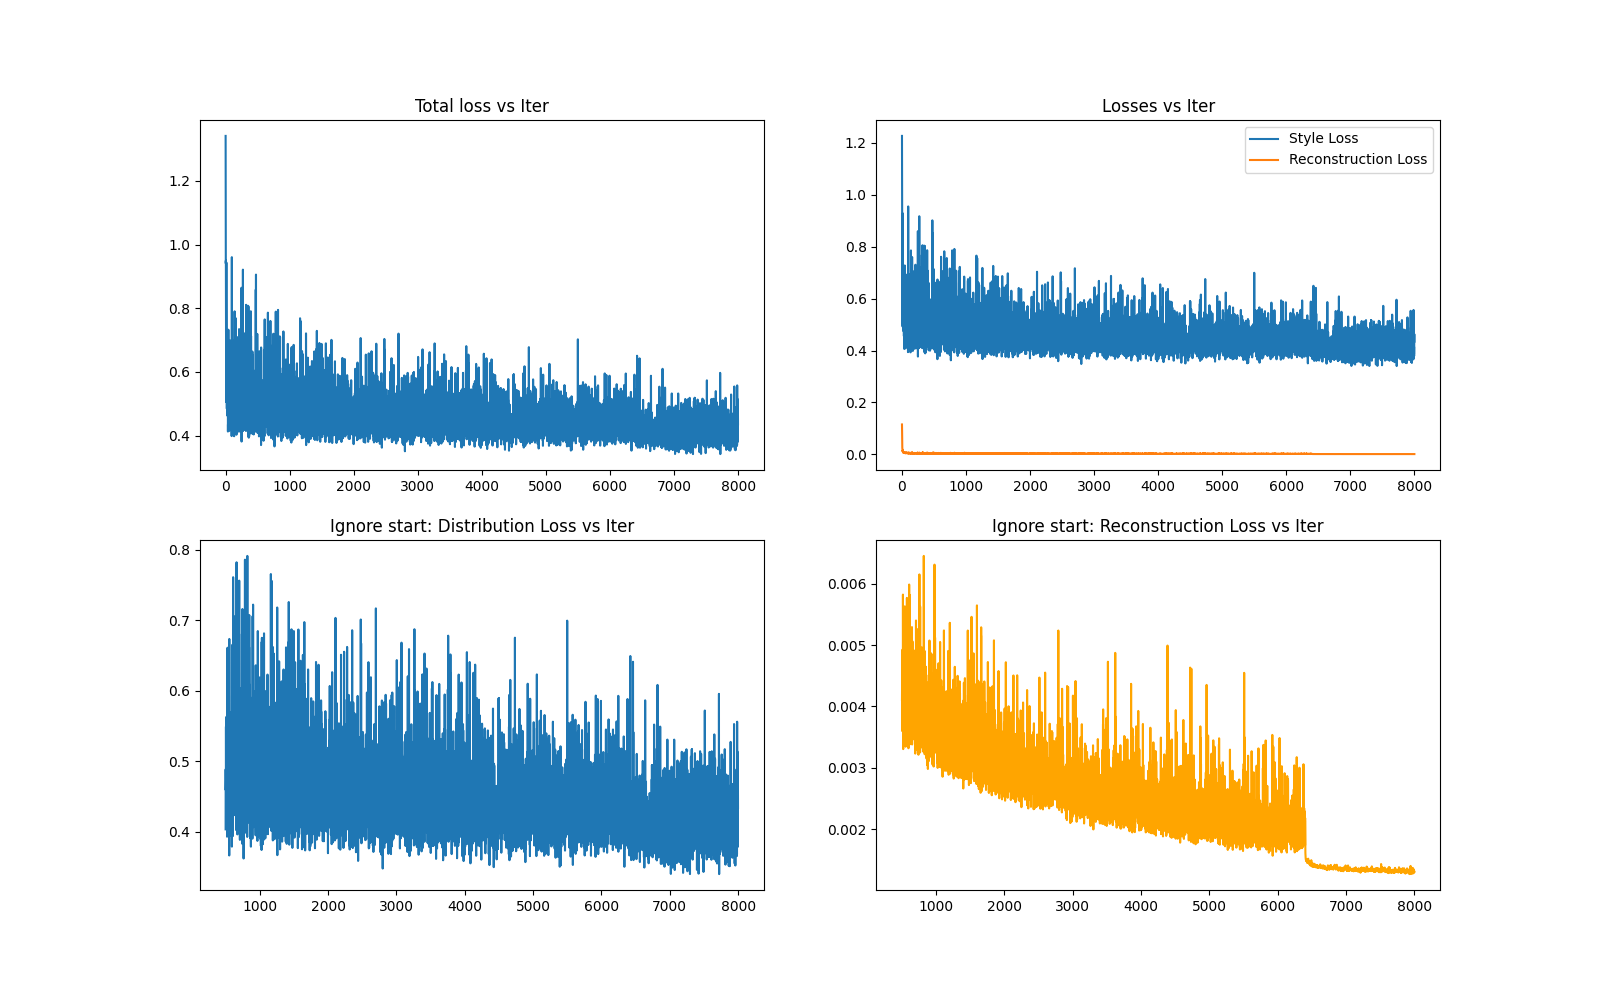 Total loss vs Iter
1.2
1.0
0.8
0.6
0.4
0 1000 2000 3000 4000 5000 6000 7000 8000
Losses vs Iter
Style Loss
Reconstruction Loss
1.2
1.0
0.8
0.6
0.4
0.2
0.0
0 1000 2000 3000 4000 5000 6000 7000 8000
Ignore start: Distribution Loss vs Iter
0.8
0.7
0.6
0.5
0.4
1000 2000 3000 4000 5000 6000 7000 8000
Ignore start: Reconstruction Loss vs Iter
0.006
0.005
0.004
0.003
0.002
1000 2000 3000 4000 5000 6000 7000 8000